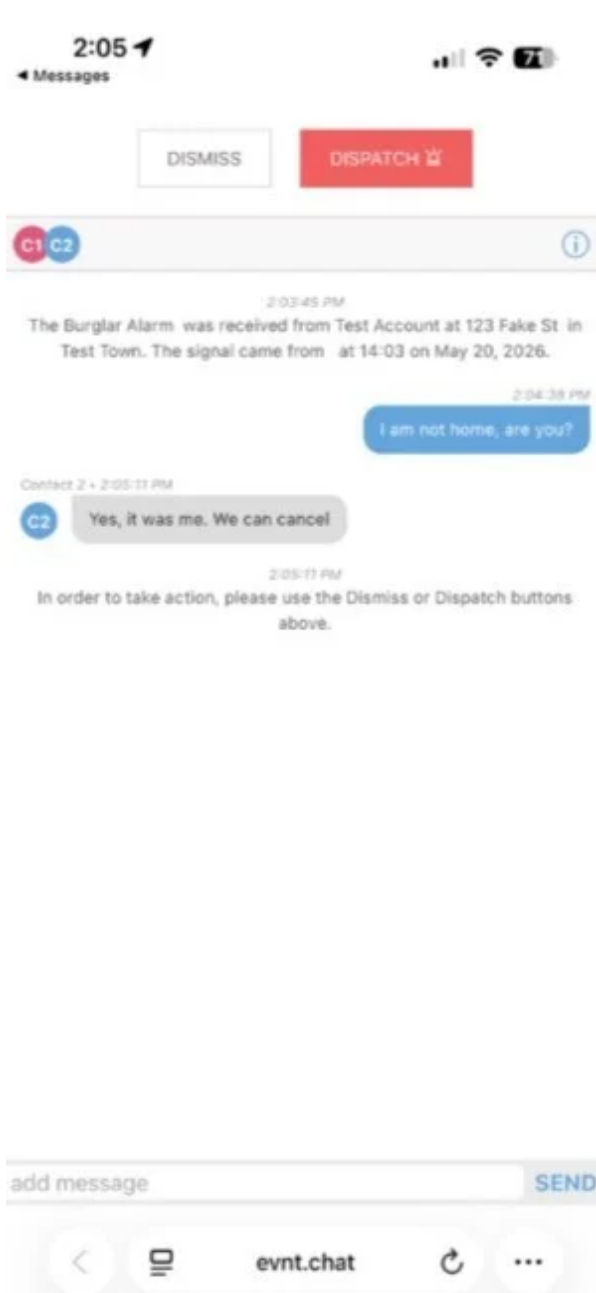 2:05
◀ Messages
71
DISMISS
DISPATCH
C1 C2
2:03:45 PM
The Burglar Alarm was received from Test Account at 123 Fake St in
Test Town. The signal came from at 14:03 on May 20, 2026.
2:04:38 PM
I am not home, are you?
Contact 2 • 2:05:11 PM
C2
Yes, it was me. We can cancel
2:05:11 PM
In order to take action, please use the Dismiss or Dispatch buttons
above.
add message
SEND
evnt.chat